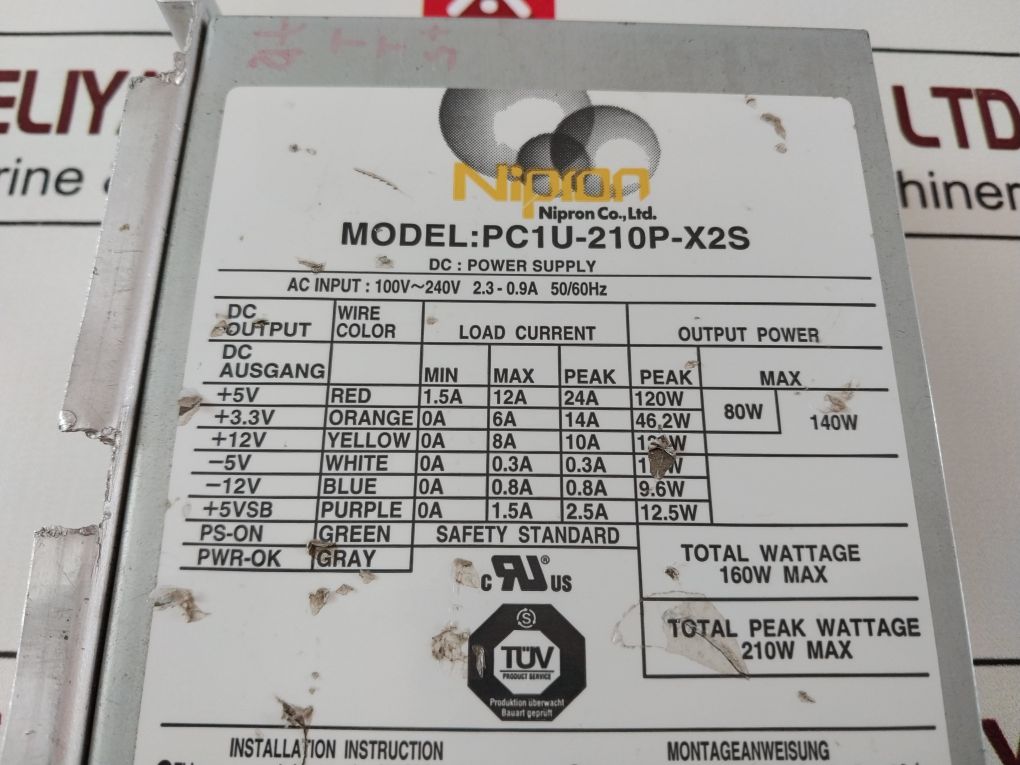 ELIYA
LTD
rine &
chiner
Nipron
Nipron Co.,Ltd.
MODEL:PC1U-210P-X2S
DC : POWER SUPPLY
AC INPUT : 100V~240V 2.3 - 0.9A 50/60Hz
DC OUTPUT WIRE COLOR LOAD CURRENT OUTPUT POWER
DC AUSGANG MIN MAX PEAK PEAK MAX
+5V RED 1.5A 12A 24A 120W 80W 140W
+3.3V ORANGE 0A 6A 14A 46.2W
+12V YELLOW 0A 8A 10A
-5V WHITE 0A 0.3A 0.3A
-12V BLUE 0A 0.8A 0.8A 9.6W
+5VSB PURPLE 0A 1.5A 2.5A 12.5W
PS-ON GREEN SAFETY STANDARD
PWR-OK GRAY
TOTAL WATTAGE
160W MAX
c RU ® US
TOTAL PEAK WATTAGE
210W MAX
S
TÜV
PRODUCT SERVICE
Produktion überwacht
Bauart geprüft
INSTALLATION INSTRUCTION MONTAGEANWEISUNG